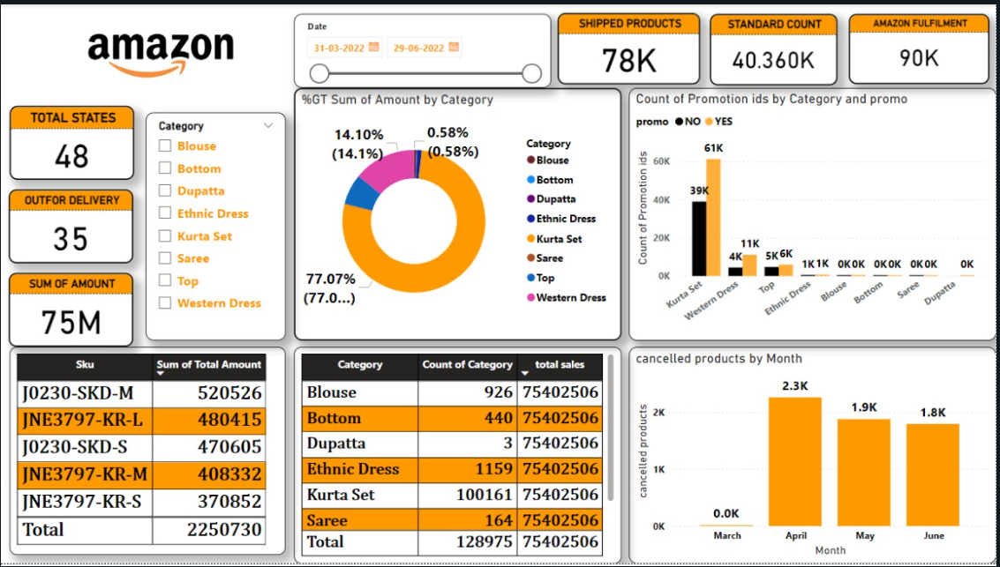 amazon
Date
31-03-2022
29-06-2022
SHIPPED PRODUCTS
78K
STANDARD COUNT
40.360K
AMAZON FULFILMENT
90K
TOTAL STATES
48
OUTFOR DELIVERY
35
SUM OF AMOUNT
75M
Category
Blouse
Bottom
Dupatta
Ethnic Dress
Kurta Set
Saree
Top
Western Dress
%GT Sum of Amount by Category
14.10%
(14.1%)
0.58%
(0.58%)
77.07%
(77.0...)
Category
Blouse
Bottom
Dupatta
Ethnic Dress
Kurta Set
Saree
Top
Western Dress
Count of Promotion ids by Category and promo
promo NO YES
Count of Promotion ids
60K
40K
20K
0K
39K 61K
4K 11K
5K 6K
1K 1K
0K 0K
0K 0K
0K 0K
0K
Kurta Set
Western Dress
Top
Ethnic Dress
Blouse
Bottom
Saree
Dupatta
Sku Sum of Total Amount
J0230-SKD-M 520526
JNE3797-KR-L 480415
J0230-SKD-S 470605
JNE3797-KR-M 408332
JNE3797-KR-S 370852
Total 2250730
Category Count of Category total sales
Blouse 926 75402506
Bottom 440 75402506
Dupatta 3 75402506
Ethnic Dress 1159 75402506
Kurta Set 100161 75402506
Saree 164 75402506
Total 128975 75402506
cancelled products by Month
cancelled products
2K
1K
0K
0.0K
2.3K
1.9K
1.8K
March April May June
Month